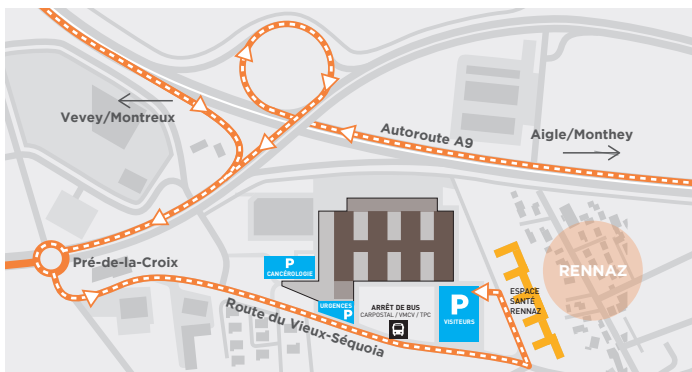 Vevey/Montreux
Autoroute A9
Aigle/Monthey
Pré-de-la-Croix
P
CANCÉROLOGIE
URGENCES
P
ARRÊT DE BUS
CARPOSTAL / VMCV / TPC
P
VISITEURS
ESPACE
SANTÉ
RENNAZ
RENNAZ
Route du Vieux-Séquoia